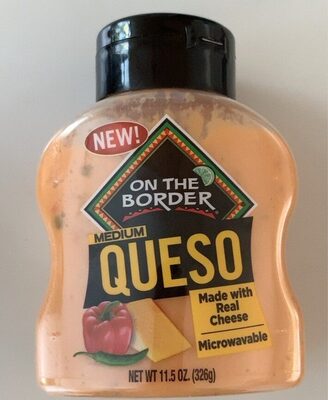 NEW!
ON THE
BORDER
MEDIUM
QUESO
Made with
Real
Cheese
Microwavable
NET WT 11.5 OZ. (326g)